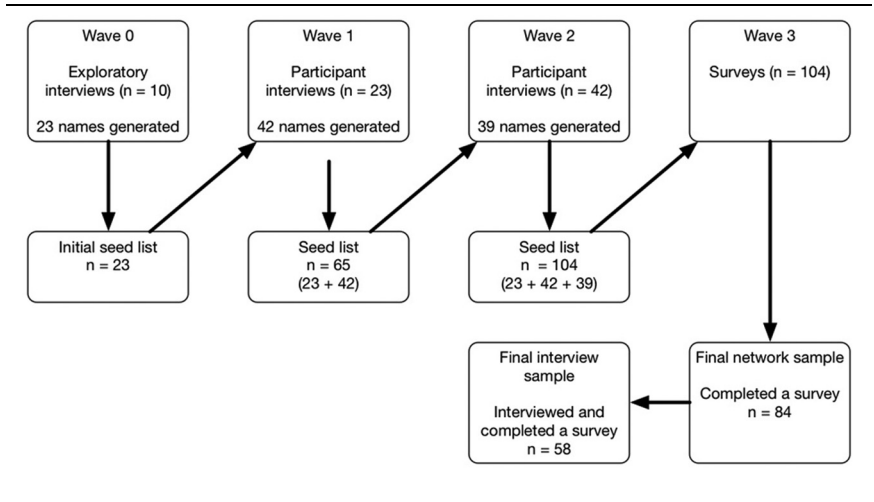 Wave 0
Exploratory
interviews (n = 10)
23 names generated
Wave 1
Participant
interviews (n = 23)
42 names generated
Wave 2
Participant
interviews (n = 42)
39 names generated
Wave 3
Surveys (n = 104)
Initial seed list
n = 23
Seed list
n = 65
(23 + 42)
Seed list
n = 104
(23 + 42 + 39)
Final interview
sample
Interviewed and
completed a survey
n = 58
Final network sample
Completed a survey
n = 84